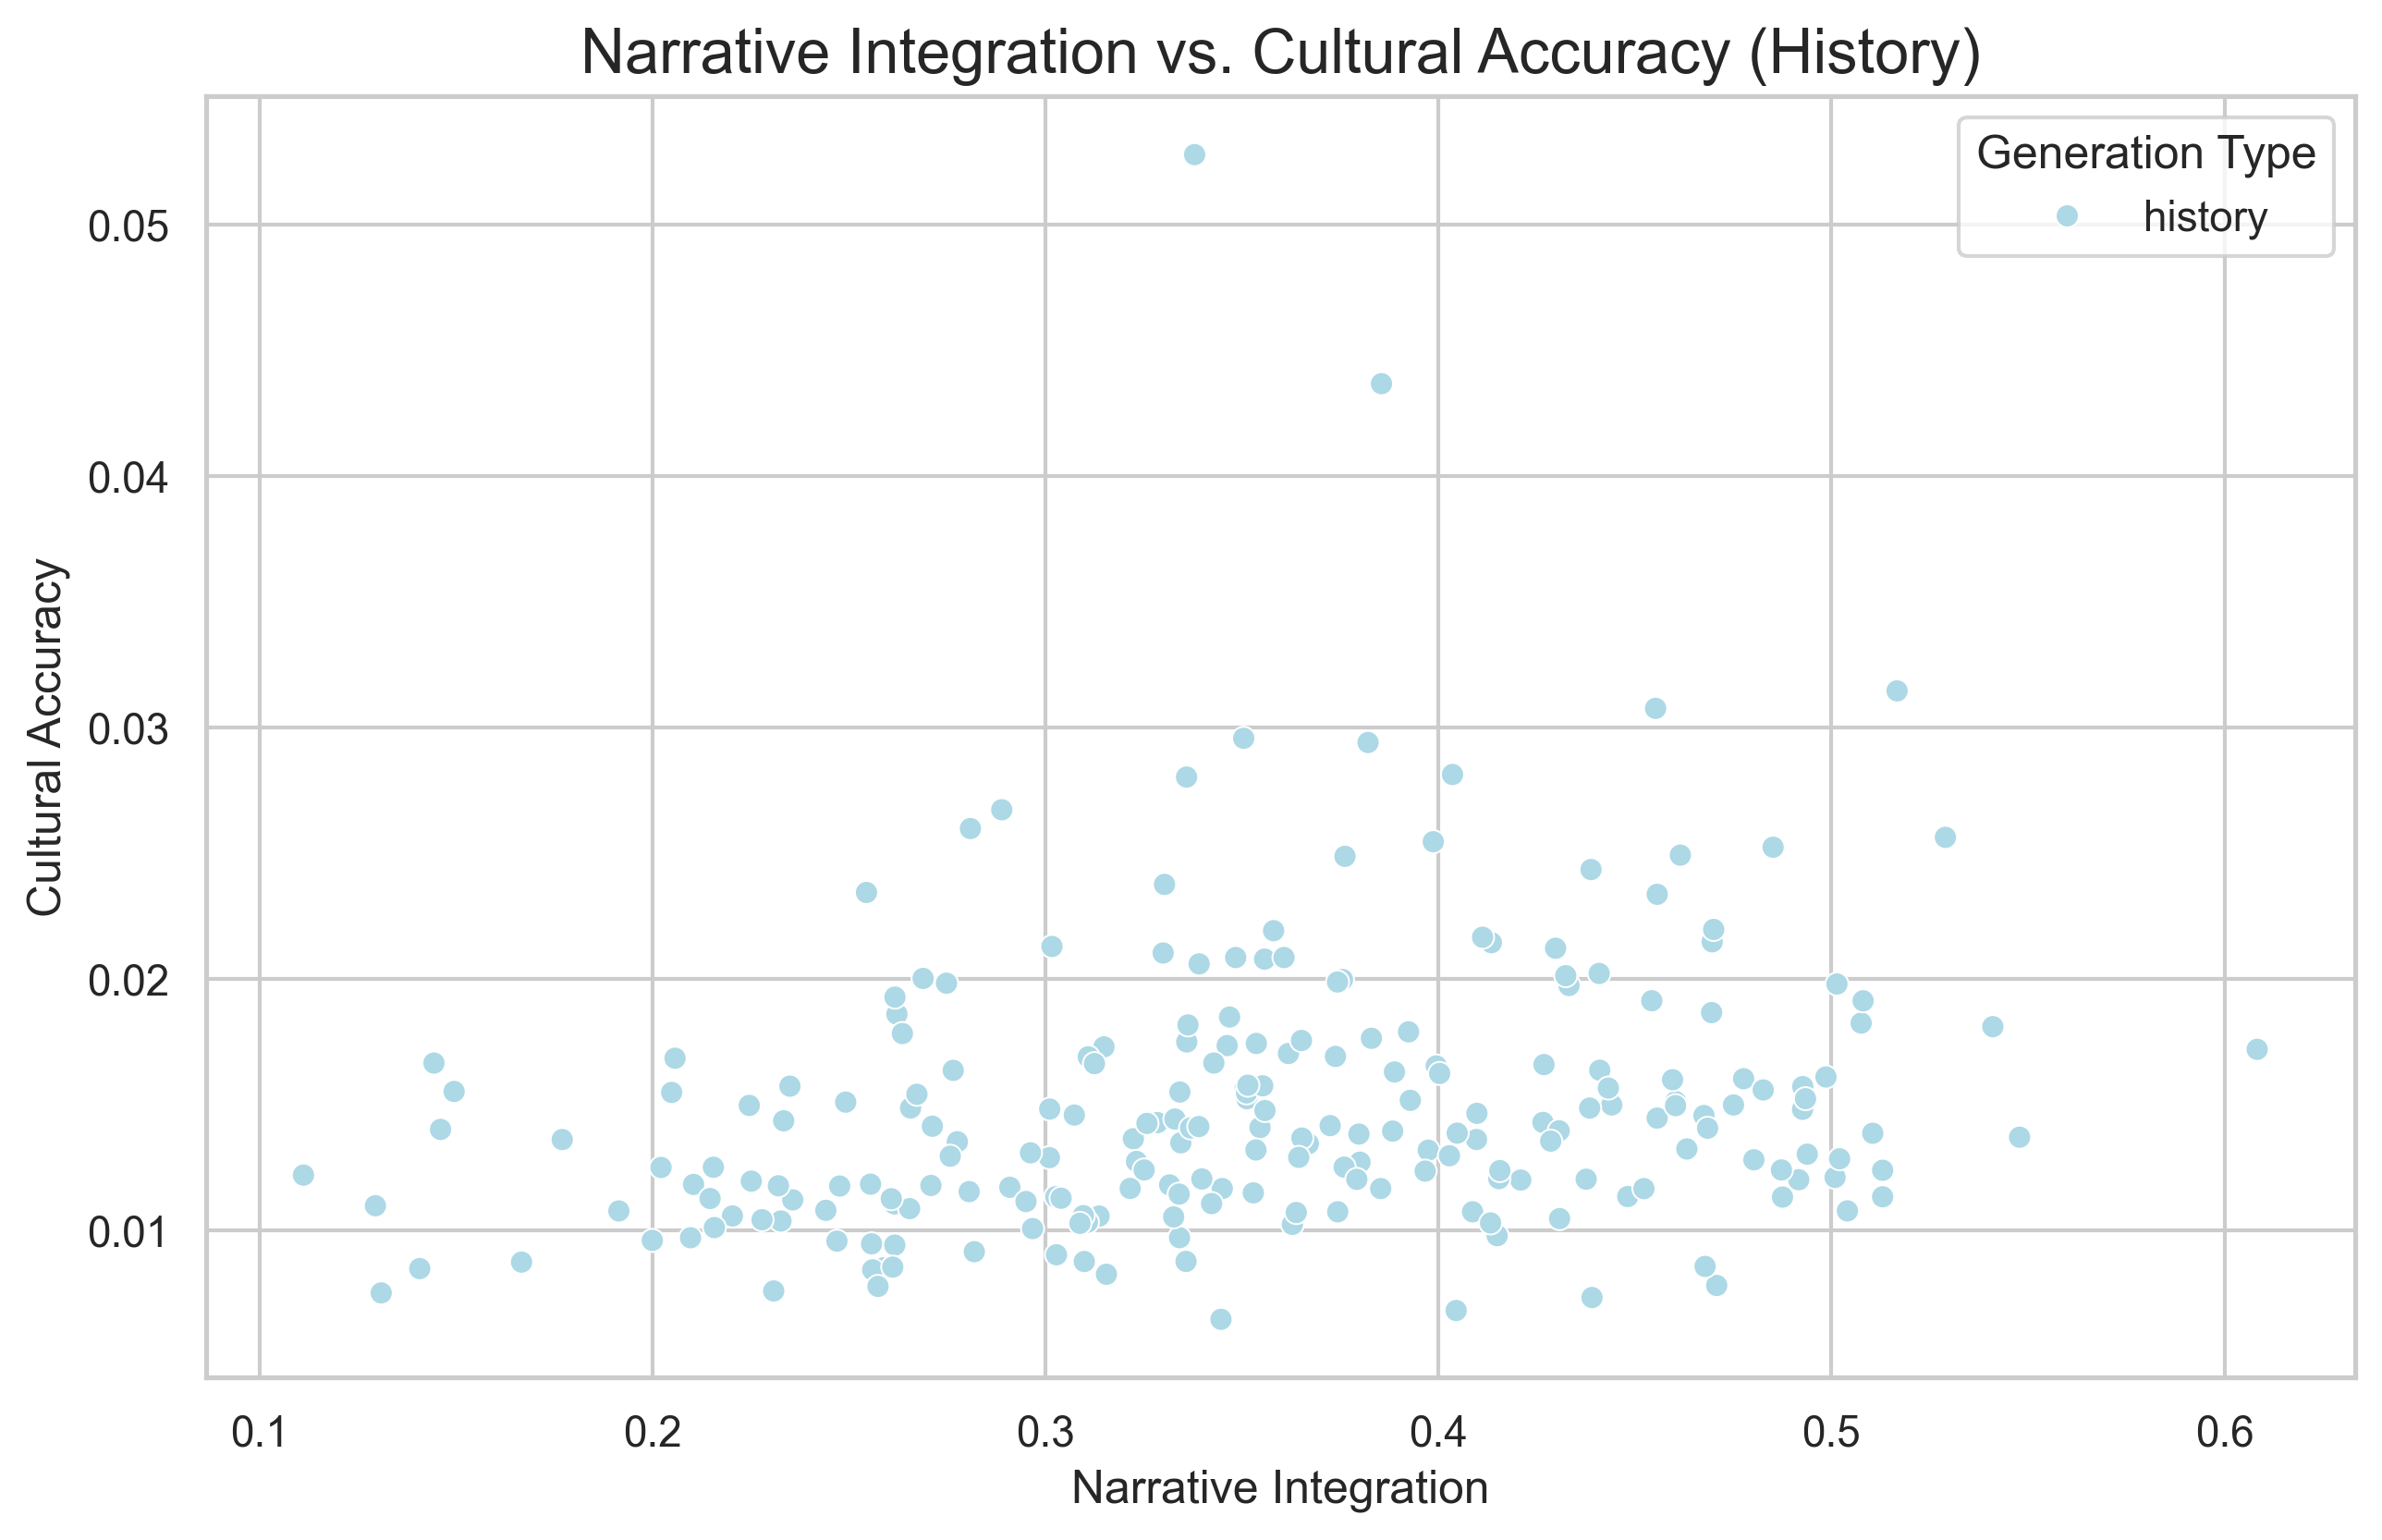 Narrative Integration vs. Cultural Accuracy (History)
Generation Type
history
0.05
0.04
0.03
0.02
0.01
Cultural Accuracy
0.1 0.2 0.3 0.4 0.5 0.6
Narrative Integration